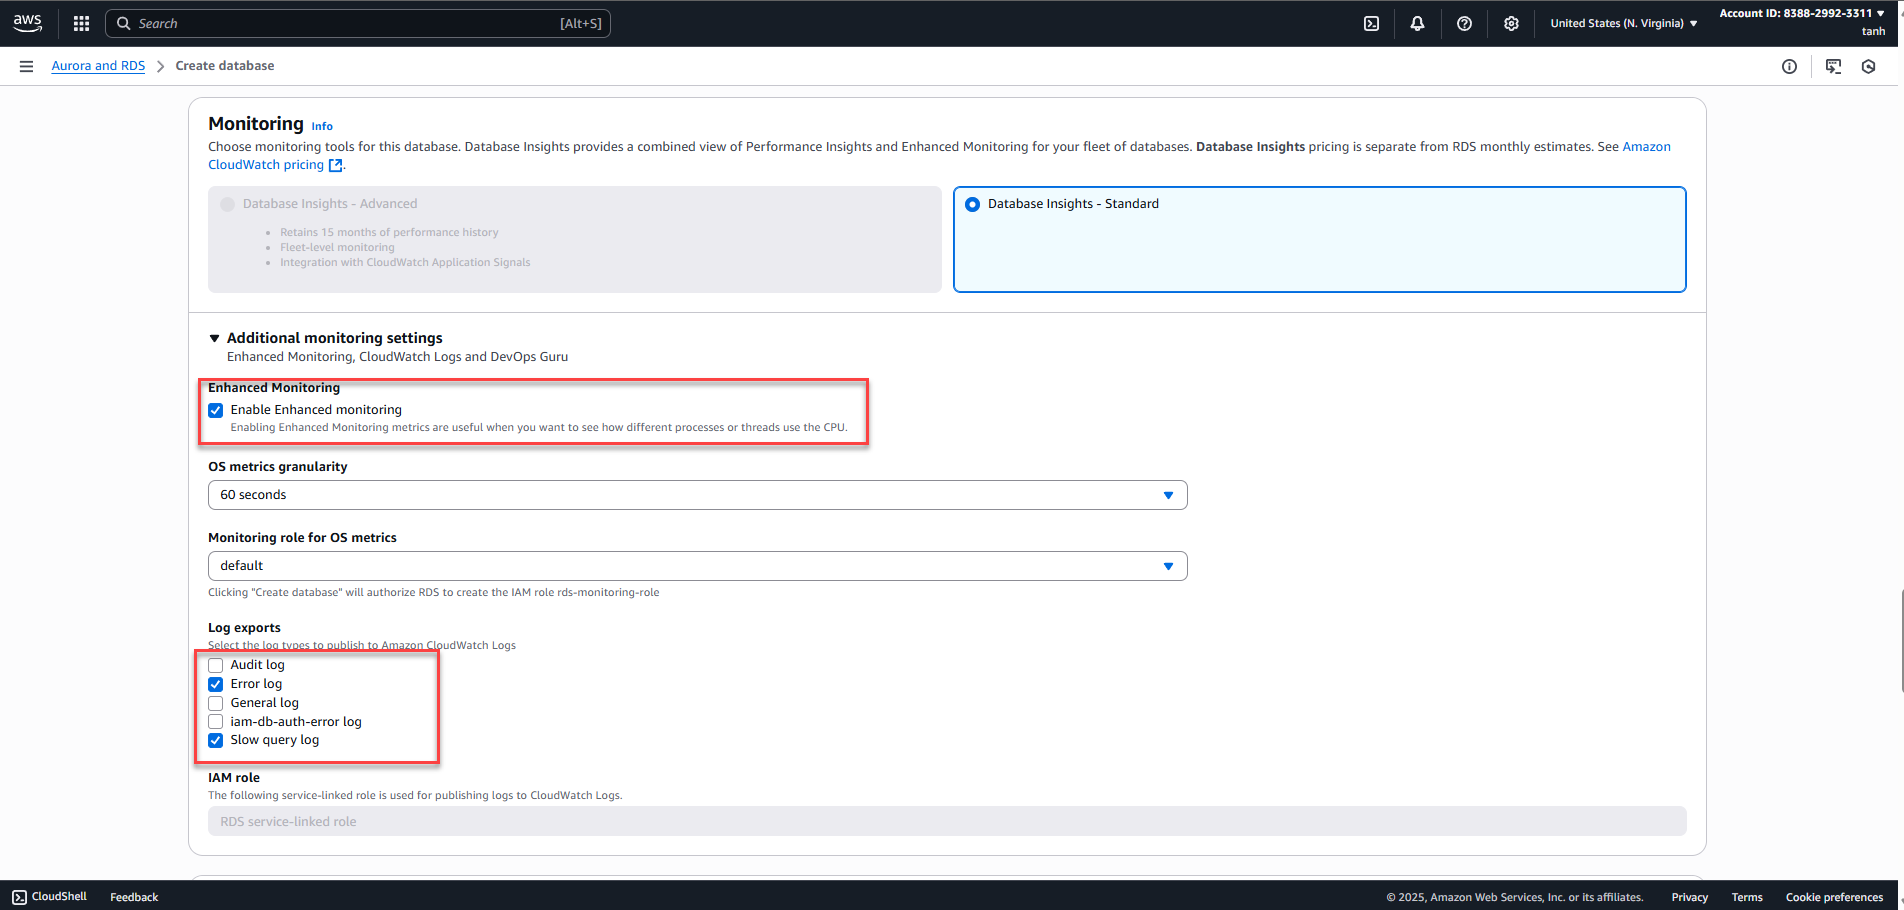 aws
Search
[Alt+S]
United States (N. Virginia)
Account ID: 8388-2992-3311
tanh
Aurora and RDS
Create database
Monitoring Info
Choose monitoring tools for this database. Database Insights provides a combined view of Performance Insights and Enhanced Monitoring for your fleet of databases. Database Insights pricing is separate from RDS monthly estimates. See Amazon
CloudWatch pricing .
Database Insights - Advanced
• Retains 15 months of performance history
• Fleet-level monitoring
• Integration with CloudWatch Application Signals
Database Insights - Standard
Additional monitoring settings
Enhanced Monitoring, CloudWatch Logs and DevOps Guru
Enhanced Monitoring
Enable Enhanced monitoring
Enabling Enhanced Monitoring metrics are useful when you want to see how different processes or threads use the CPU.
OS metrics granularity
60 seconds
Monitoring role for OS metrics
default
Clicking "Create database" will authorize RDS to create the IAM role rds-monitoring-role
Log exports
Select the log types to publish to Amazon CloudWatch Logs
Audit log
Error log
General log
iam-db-auth-error log
Slow query log
IAM role
The following service-linked role is used for publishing logs to CloudWatch Logs.
RDS service-linked role
CloudShell
Feedback
© 2025, Amazon Web Services, Inc. or its affiliates.
Privacy
Terms
Cookie preferences